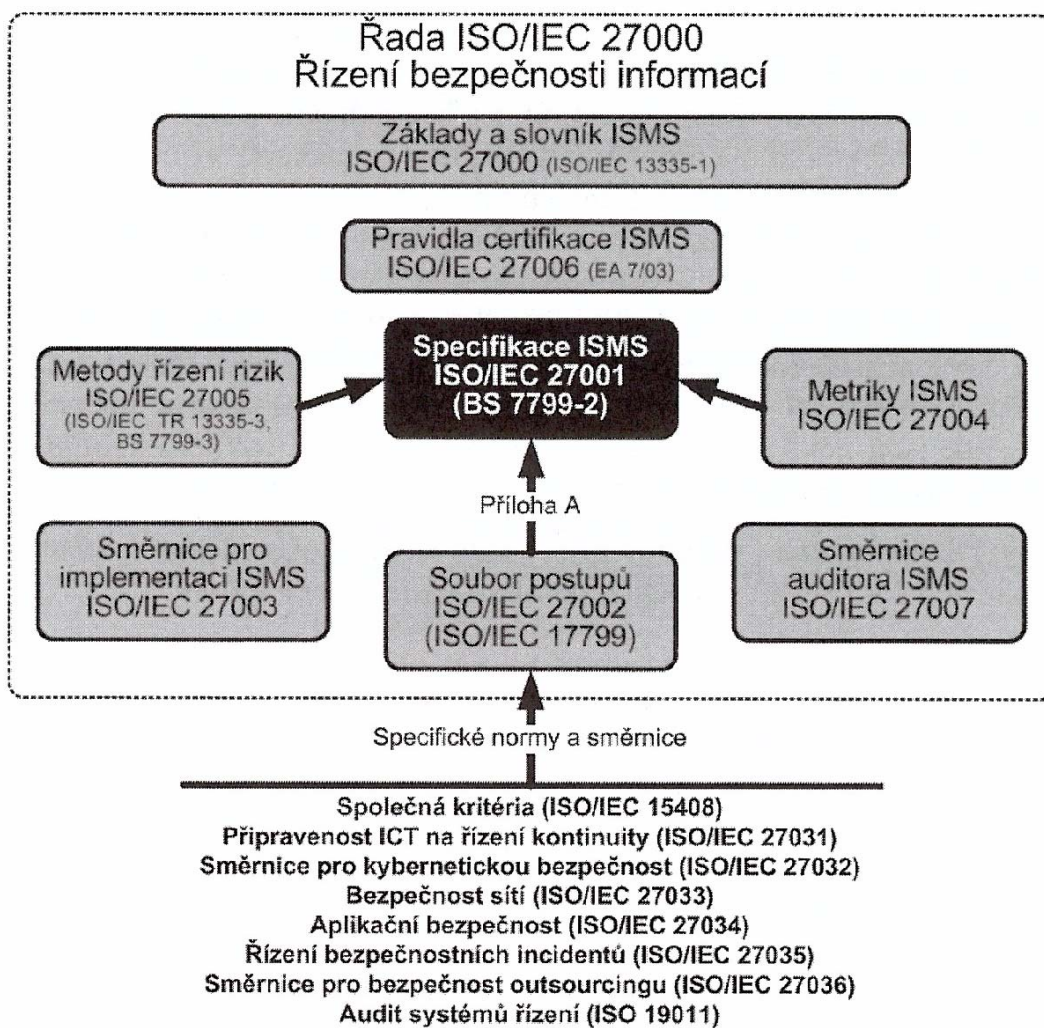 Řada ISO/IEC 27000
Řízení bezpečnosti informací
Základy a slovník ISMS
ISO/IEC 27000 (ISO/IEC 13335-1)
Pravidla certifikace ISMS
ISO/IEC 27006 (EA 7/03)
Metody řízení rizik
ISO/IEC 27005
(ISO/IEC TR 13335-3,
BS 7799-3)
Specifikace ISMS
ISO/IEC 27001
(BS 7799-2)
Metriky ISMS
ISO/IEC 27004
Příloha A
Směrnice pro
implementaci ISMS
ISO/IEC 27003
Soubor postupů
ISO/IEC 27002
(ISO/IEC 17799)
Směrnice
auditora ISMS
ISO/IEC 27007
Specifické normy a směrnice
Společná kritéria (ISO/IEC 15408)
Připravenost ICT na řízení kontinuity (ISO/IEC 27031)
Směrnice pro kybernetickou bezpečnost (ISO/IEC 27032)
Bezpečnost sítí (ISO/IEC 27033)
Aplikační bezpečnost (ISO/IEC 27034)
Řízení bezpečnostních incidentů (ISO/IEC 27035)
Směrnice pro bezpečnost outsourcingu (ISO/IEC 27036)
Audit systémů řízení (ISO 19011)